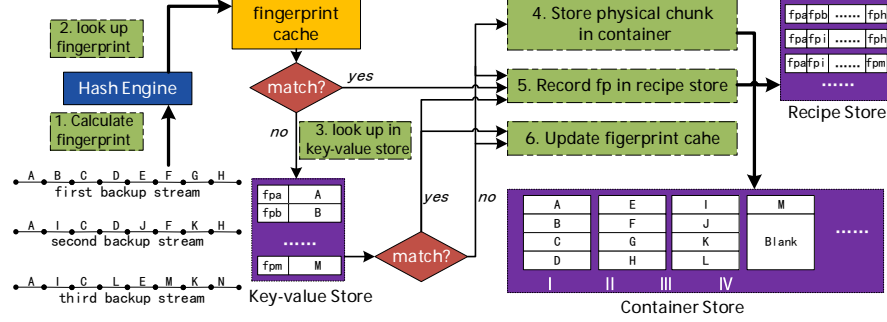 2. look up
fingerprint
fingerprint
cache
4. Store physical chunk
in container
fpa fpb ...... fph
fpa fpi ...... fph
fpa fpi ...... fpm
......
Recipe Store
match?
yes
5. Record fp in recipe store
Hash Engine
1. Calculate
fingerprint
no
3. look up in
key-value store
6. Update figerprint cahe
A B C D E F G H
first backup stream
A I C D J F K H
second backup stream
A I C L E M K N
third backup stream
fpa A
fpb B
......
fpm M
Key-value Store
yes
no
match?
A E I M
B F J
C G K Blank
D H L
......
I II III IV
Container Store